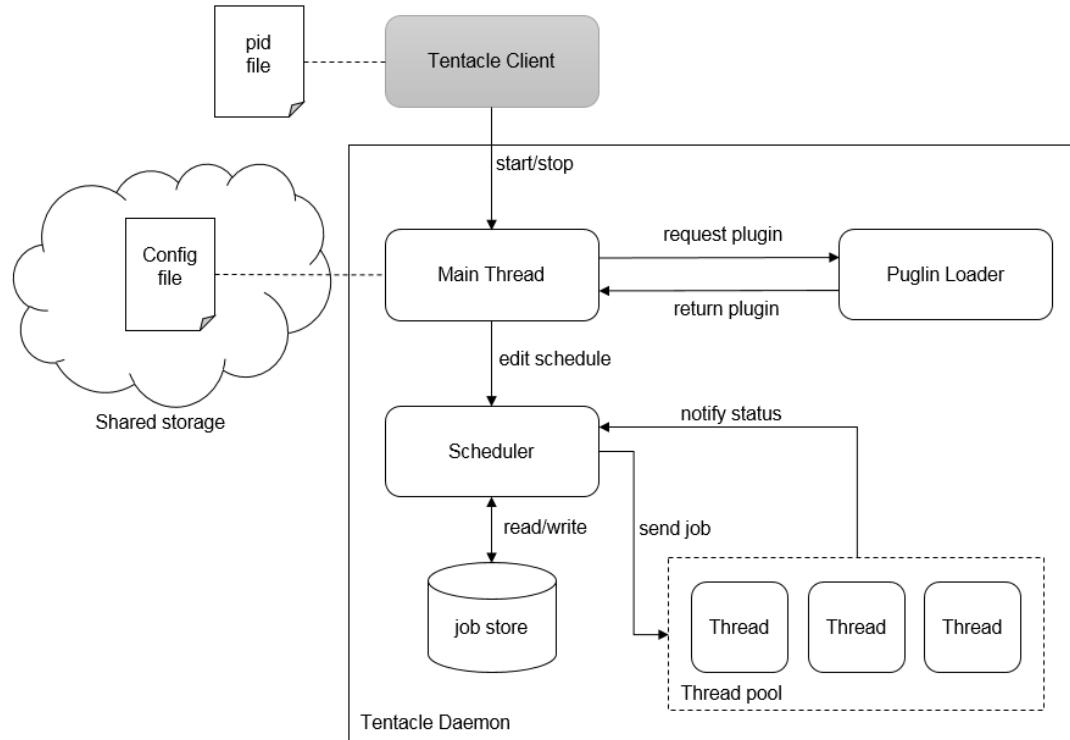 pid
file
Tentacle Client
start/stop
Config
file
Main Thread
request plugin
return plugin
Puglin Loader
edit schedule
Shared storage
Scheduler
notify status
read/write
send job
job store
Thread
Thread
Thread
Thread pool
Tentacle Daemon